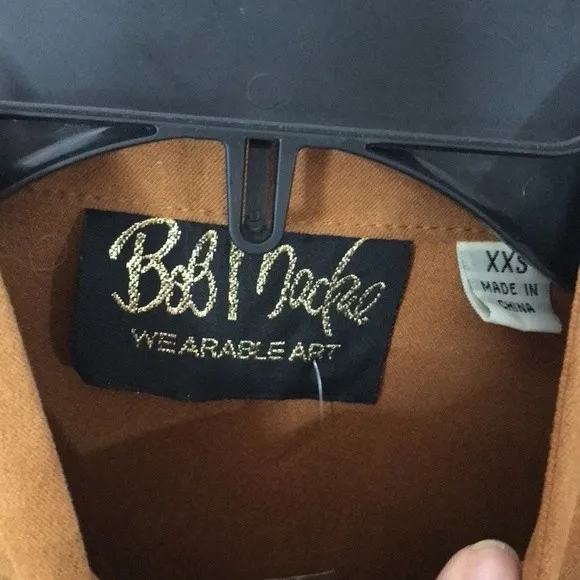 Bob Mackie
WEARABLE ART
XXS
MADE IN
CHINA